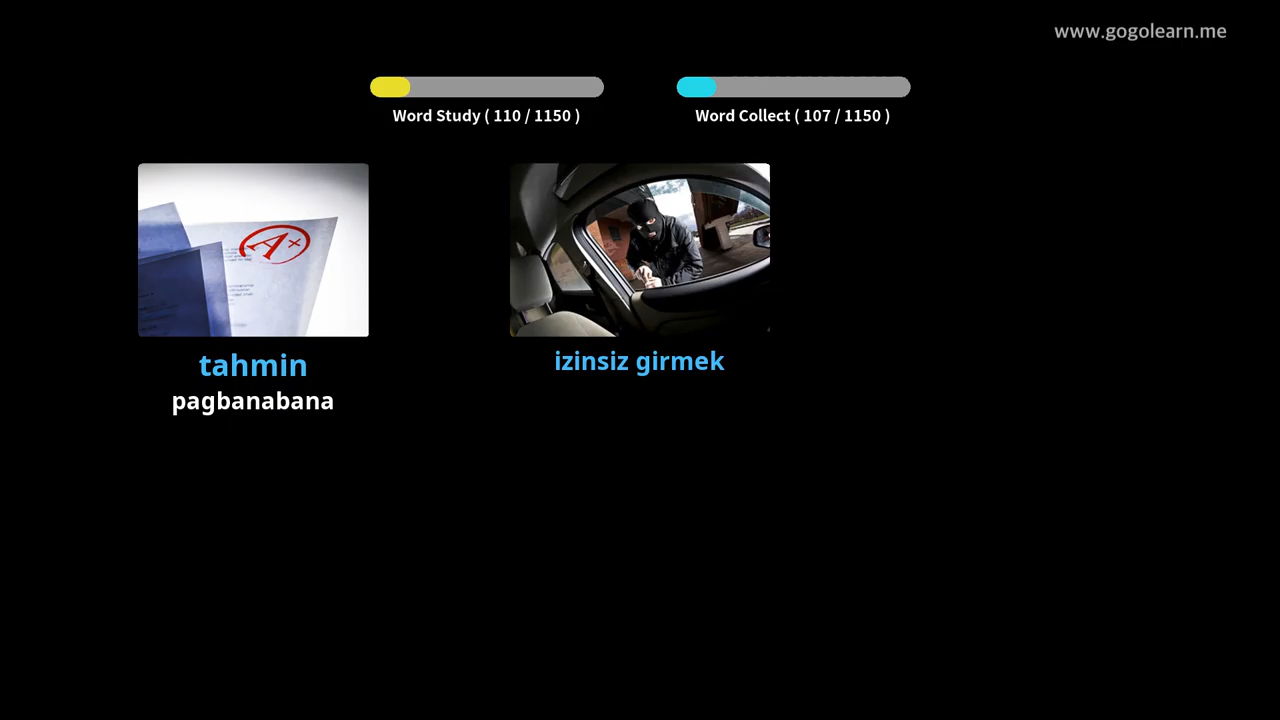 www.gogolearn.me
Word Study ( 110 / 1150 )
Word Collect ( 107 / 1150 )
A+
tahmin
pagbanabana
izinsiz girmek